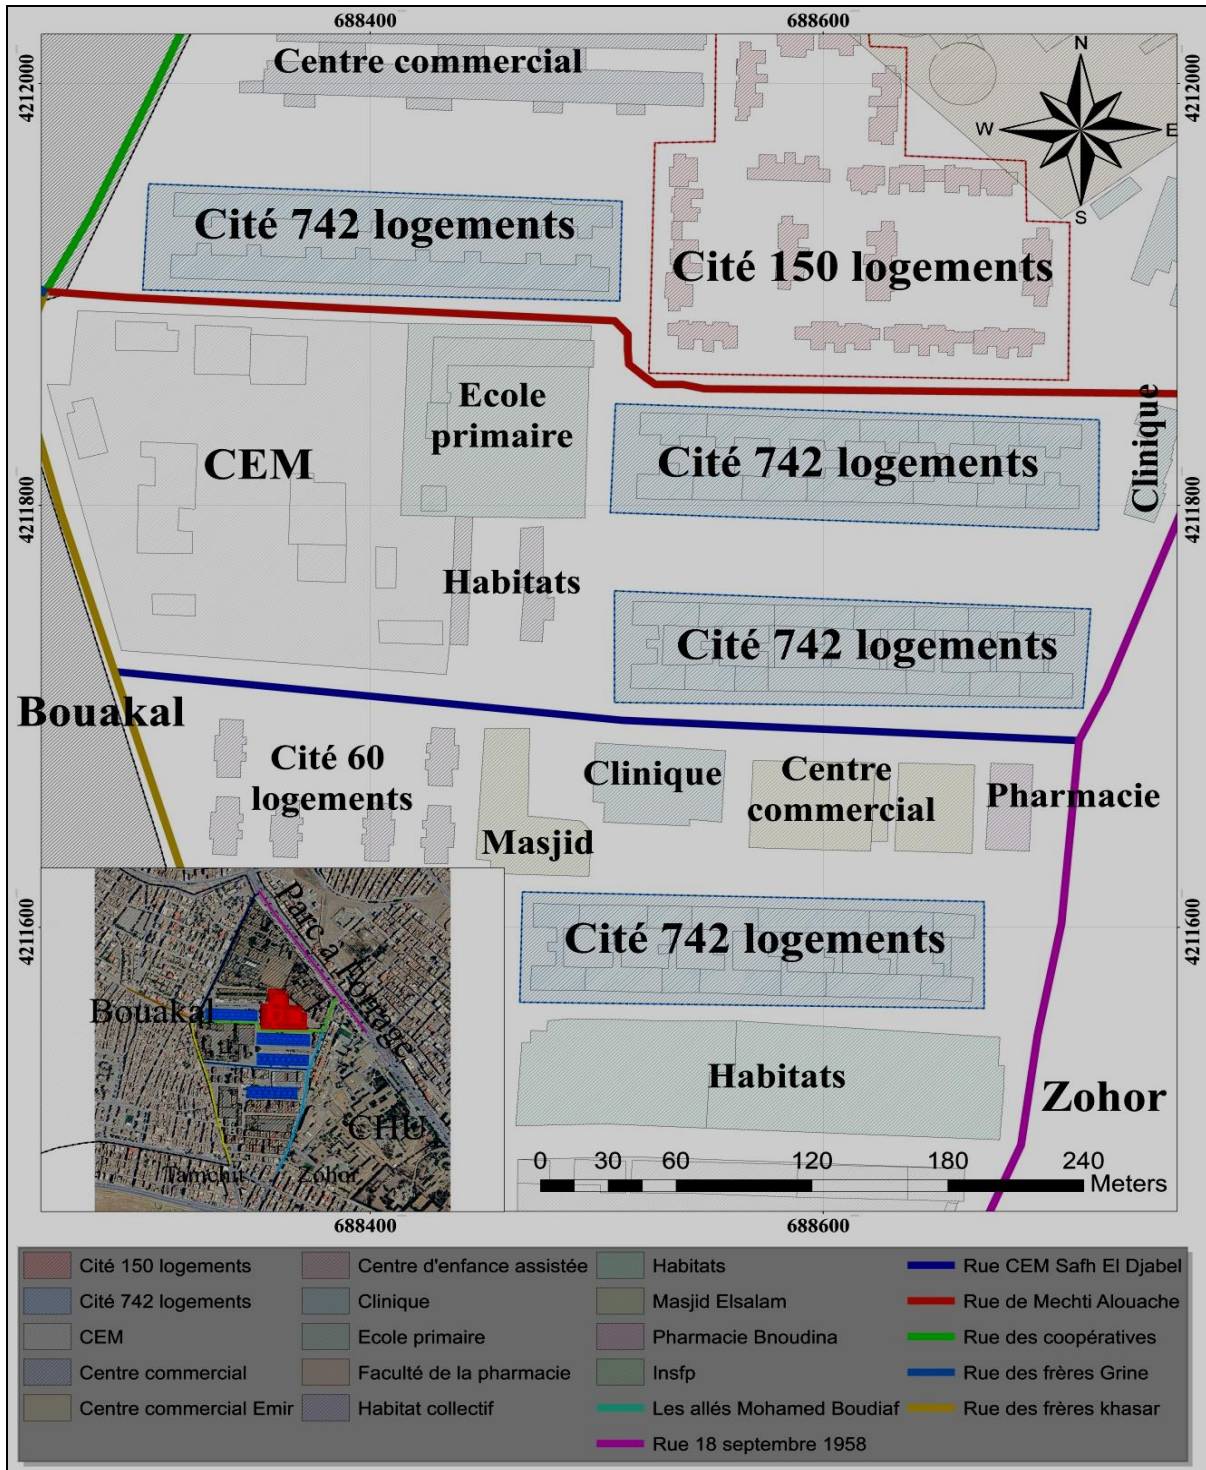 688400 688600
4212000
4212000
Centre commercial
N
W E
S
Cité 742 logements
Cité 150 logements
Ecole
primaire
CEM
Cité 742 logements
Clinique
4211800
4211800
Habitats
Cité 742 logements
Bouakal
Cité 60
logements
Clinique
Centre
commercial
Pharmacie
Masjid
Parc à Fortage
4211600
4211600
Cité 742 logements
Bouakal
Habitats
CHU
Zohor
Tamchit Zohor
0 30 60 120 180 240
Meters
688400 688600
Cité 150 logements
Cité 742 logements
CEM
Centre commercial
Centre commercial Emir
Centre d'enfance assistée
Clinique
Ecole primaire
Faculté de la pharmacie
Habitat collectif
Habitats
Masjid Elsalam
Pharmacie Bnoudina
Insfp
Les allés Mohamed Boudiaf
Rue 18 septembre 1958
Rue CEM Safh El Djabel
Rue de Mechti Alouache
Rue des coopératives
Rue des frères Grine
Rue des frères khasar